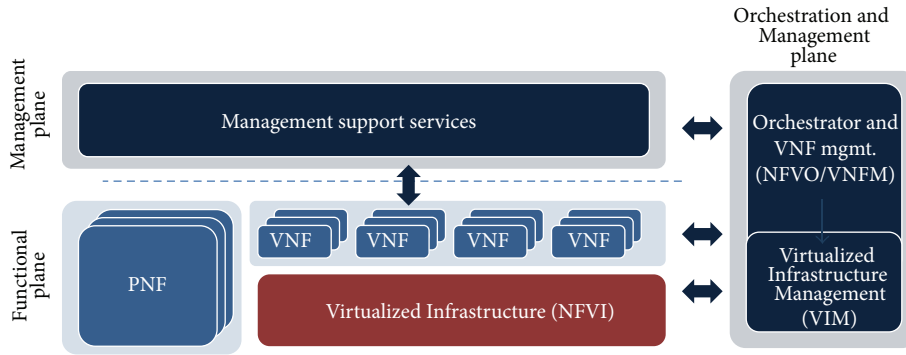 Orchestration and
Management
plane
Management
plane
Management support services
Orchestrator and
VNF mgmt.
(NFVO/VNFM)
Functional
plane
PNF
VNF
VNF
VNF
VNF
Virtualized Infrastructure (NFVI)
Virtualized
Infrastructure
Management
(VIM)